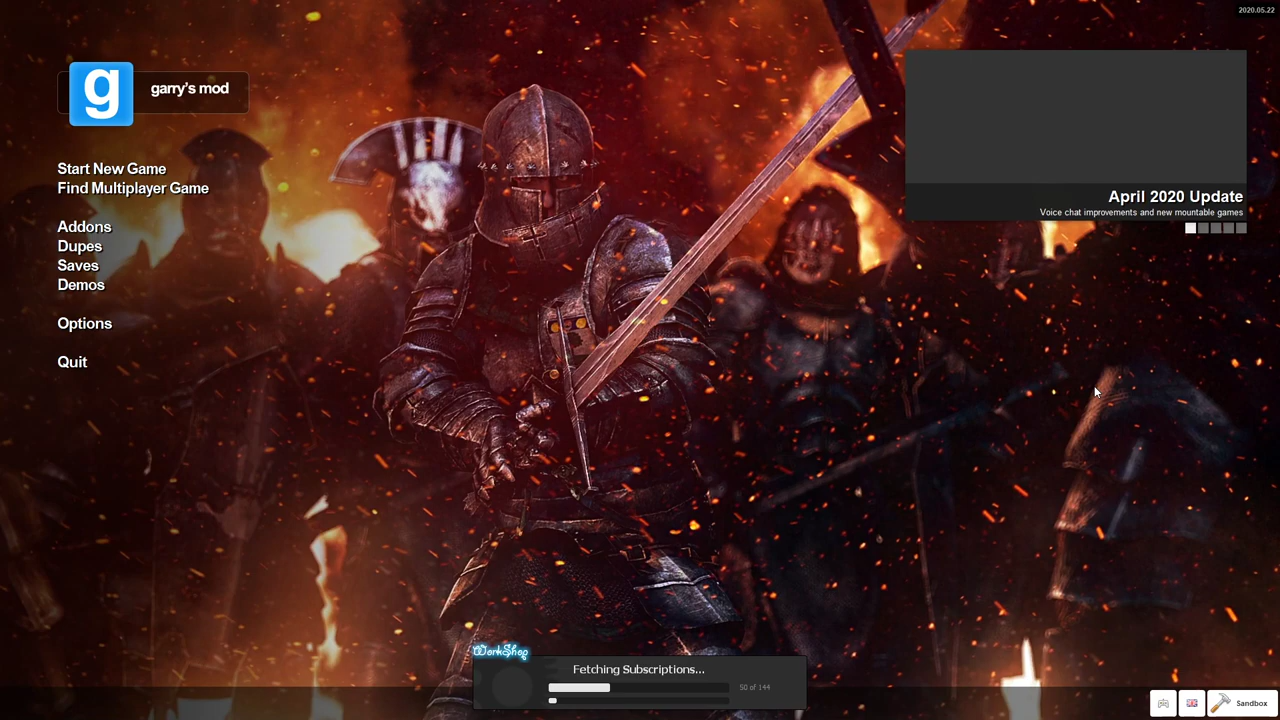 2020.05.22
g
garry's mod
Start New Game
Find Multiplayer Game
Addons
Dupes
Saves
Demos
Options
Quit
April 2020 Update
Voice chat improvements and new mountable games
WorkShop
Fetching Subscriptions...
50 of 144
Sandbox